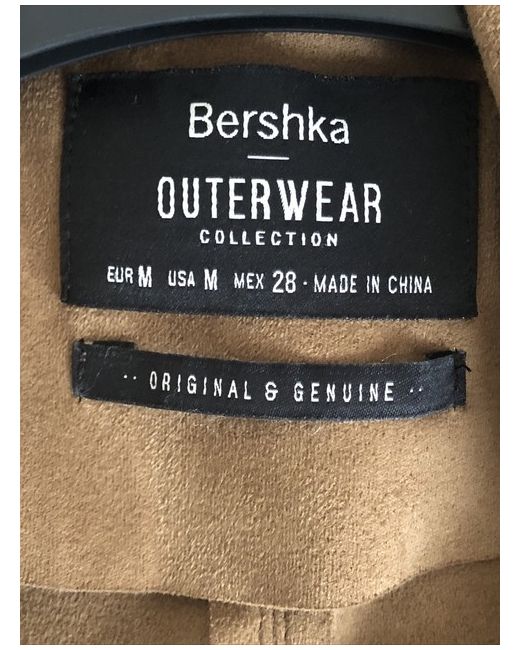 Bershka
OUTERWEAR
COLLECTION
EUR M USA M MEX 28 · MADE IN CHINA
·· ORIGINAL & GENUINE ··